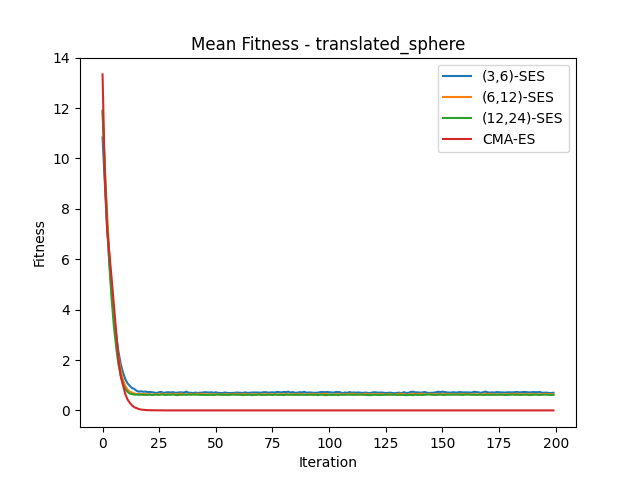 Mean Fitness - translated_sphere
14
12
10
8
6
4
2
0
Fitness
(3,6)-SES
(6,12)-SES
(12,24)-SES
CMA-ES
0 25 50 75 100 125 150 175 200
Iteration